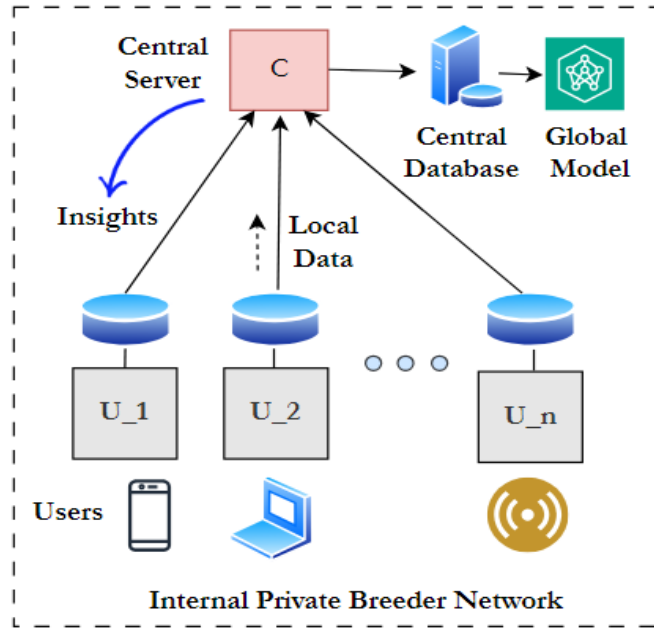 Central
Server
C
Central
Database
Global
Model
Insights
Local
Data
U_1
U_2
U_n
Users
Internal Private Breeder Network